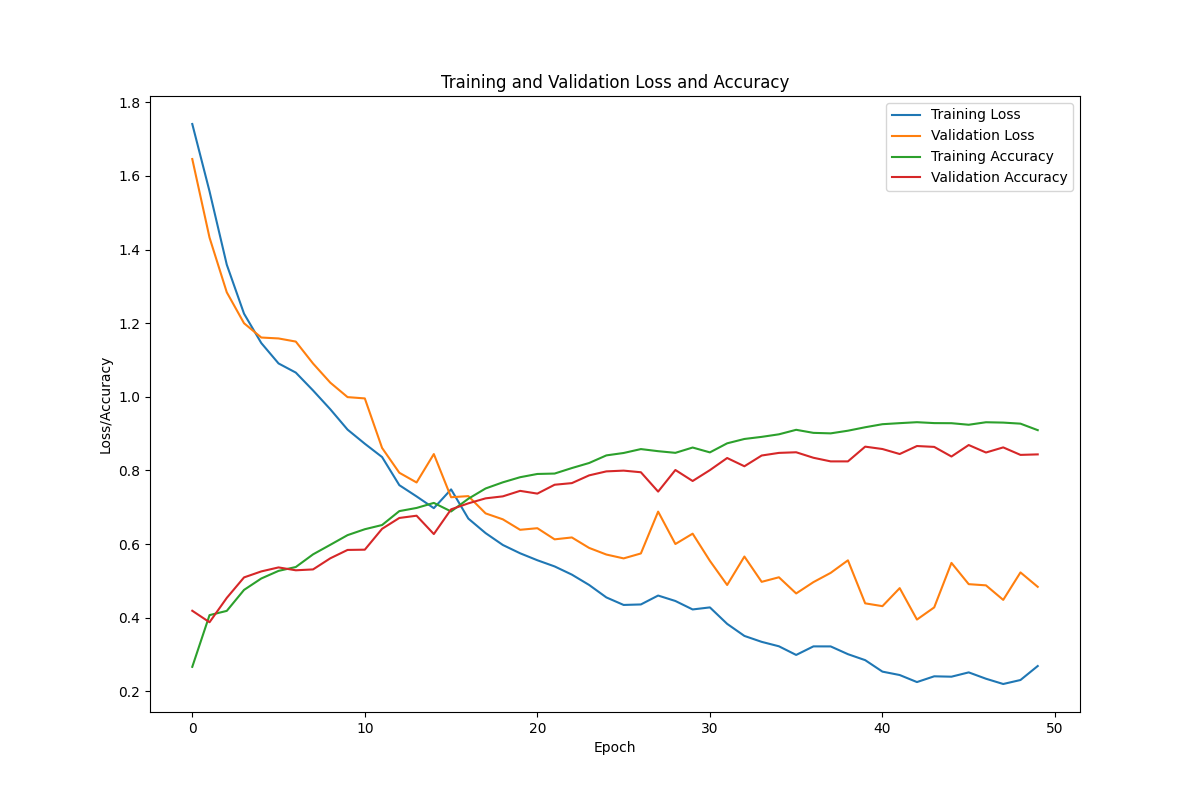 Training and Validation Loss and Accuracy
Training Loss
Validation Loss
Training Accuracy
Validation Accuracy
Loss/Accuracy
1.8
1.6
1.4
1.2
1.0
0.8
0.6
0.4
0.2
0 10 20 30 40 50
Epoch